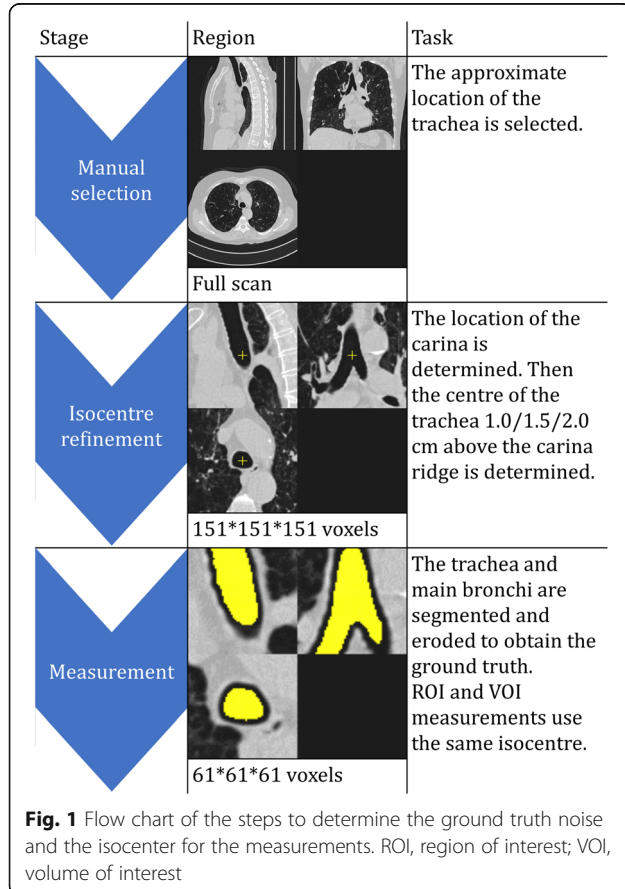 Stage Region Task
Manual
selection
Full scan
The approximate
location of the
trachea is selected.
Isocentre
refinement
151*151*151 voxels
The location of the
carina is
determined. Then
the centre of the
trachea 1.0/1.5/2.0
cm above the carina
ridge is determined.
Measurement
61*61*61 voxels
The trachea and
main bronchi are
segmented and
eroded to obtain the
ground truth.
ROI and VOI
measurements use
the same isocentre.
Fig. 1 Flow chart of the steps to determine the ground truth noise
and the isocenter for the measurements. ROI, region of interest; VOI,
volume of interest